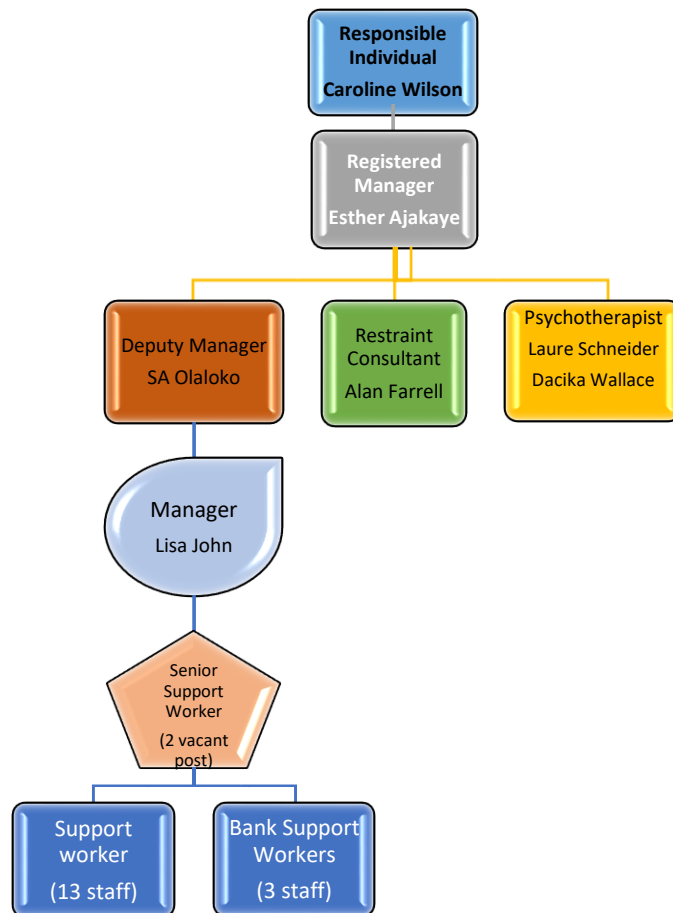 Responsible
Individual
Caroline Wilson
Registered
Manager
Esther Ajakaye
Deputy Manager
SA Olaloko
Restraint
Consultant
Alan Farrell
Psychotherapist
Laure Schneider
Dacika Wallace
Manager
Lisa John
Senior
Support
Worker
(2 vacant
post)
Support
worker
(13 staff)
Bank Support
Workers
(3 staff)